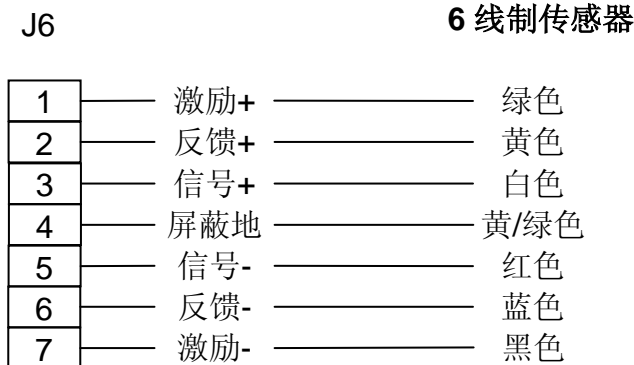 J6 6 线制传感器
1 激励+ 绿色
2 反馈+ 黄色
3 信号+ 白色
4 屏蔽地 黄/绿色
5 信号- 红色
6 反馈- 蓝色
7 激励- 黑色